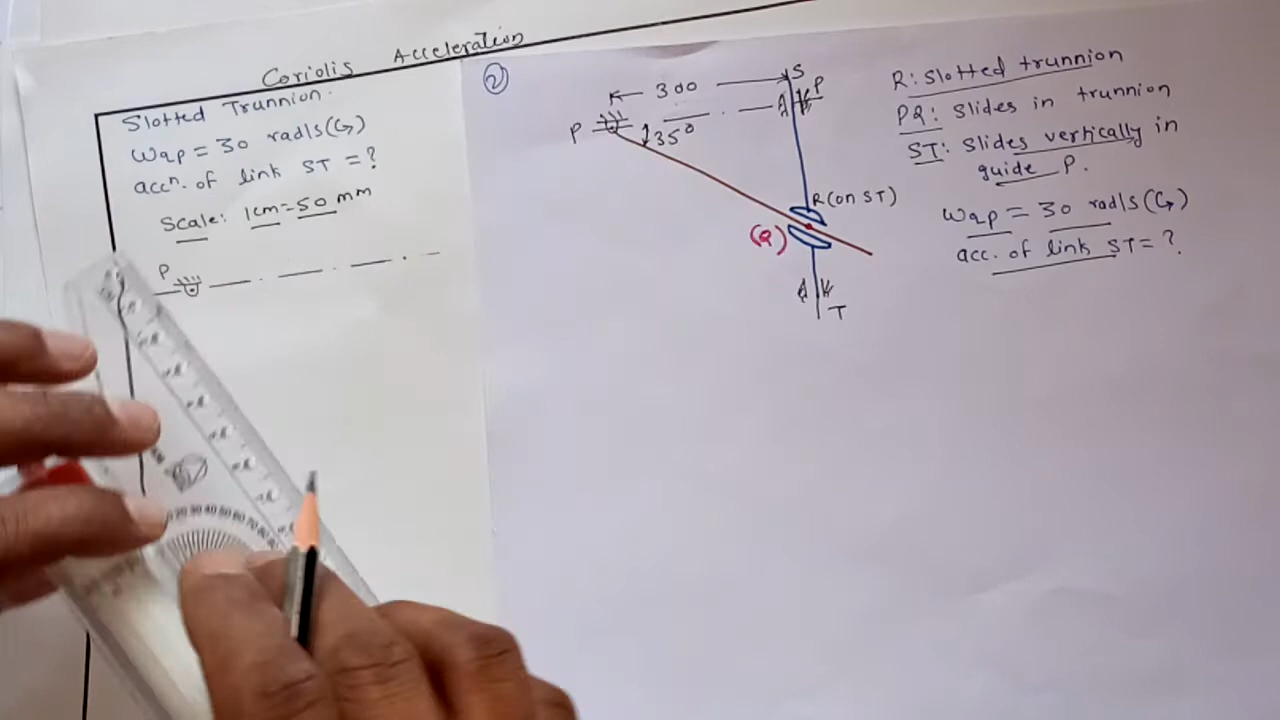 Coriolis Acceleration
Slotted Trunnion.
ωQP = 30 rad/s(↺)
accⁿ. of link ST = ?
Scale: 1cm=50 mm
P
②
300
S
P
P
35°
R(on ST)
(Q)
T
R: Slotted trunnion
PQ: Slides in trunnion
ST: Slides vertically in
guide P.
ωQP = 30 rad/s(↺)
acc. of link ST = ?